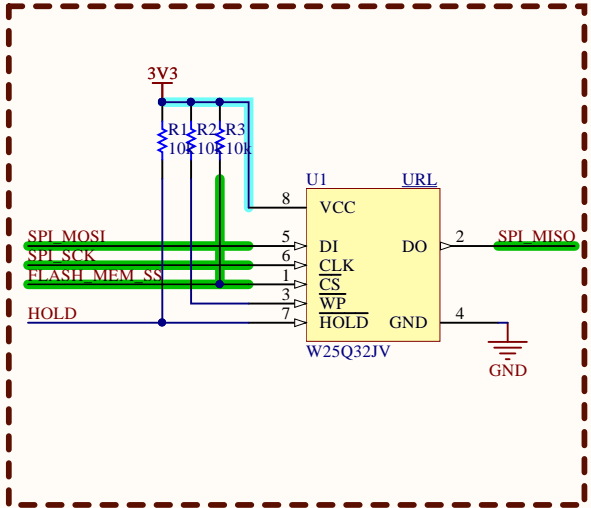 3V3
R1 R2 R3
10k 10k 10k
U1 URL
8 VCC
SPI_MOSI 5 DI DO 2 SPI_MISO
SPI_SCK 6 CLK
FLASH_MEM_SS 1 CS
3 WP
HOLD 7 HOLD GND 4
W25Q32JV
GND